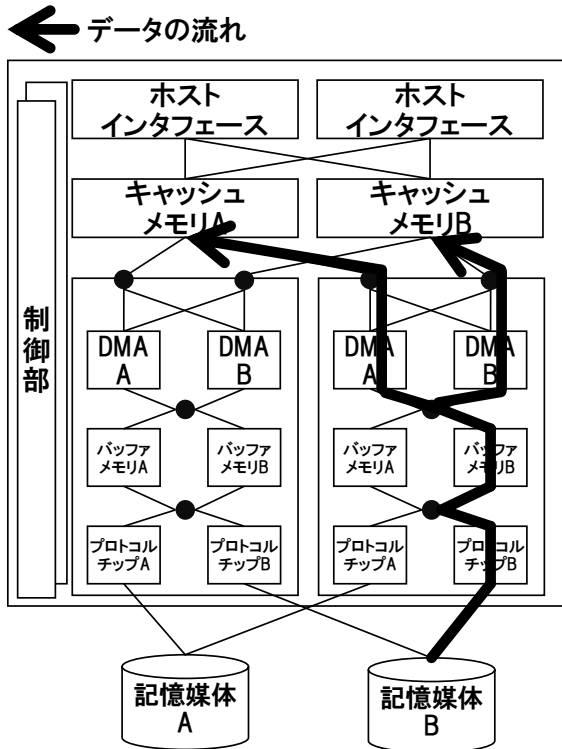 データの流れ
ホスト
インタフェース
ホスト
インタフェース
キャッシュ
メモリA
キャッシュ
メモリB
制御部
DMA
A
DMA
B
DMA
A
DMA
B
バッファ
メモリA
バッファ
メモリB
バッファ
メモリA
バッファ
メモリB
プロトコル
チップA
プロトコル
チップB
プロトコル
チップA
プロトコル
チップB
記憶媒体
A
記憶媒体
B